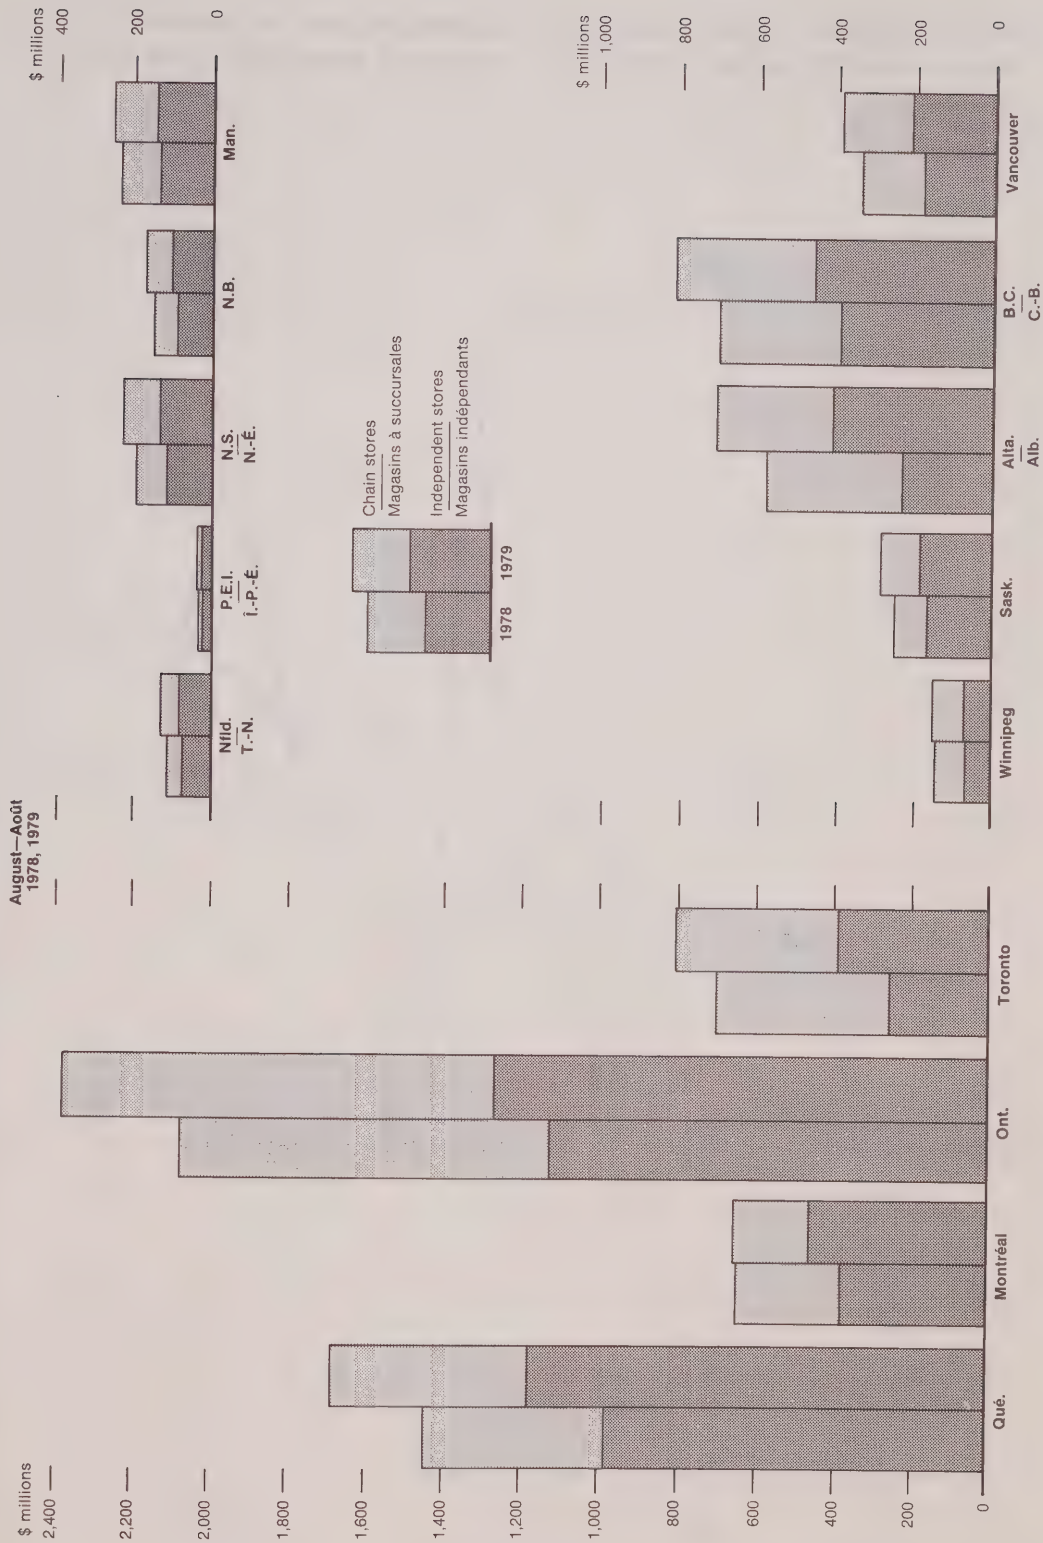 August—Août
1978, 1979
$ millions
2,400
2,200
2,000
1,800
1,600
1,400
1,200
1,000
800
600
400
200
0
Qué.
Montréal
Ont.
Toronto
$ millions
400
200
0
Nfld.
T.-N.
P.E.I.
Î.-P.-É.
N.S.
N.-É.
N.B.
Man.
Chain stores
Magasins à succursales
Independent stores
Magasins indépendants
1978
1979
$ millions
1,000
800
600
400
200
0
Winnipeg
Sask.
Alta.
Alb.
B.C.
C.-B.
Vancouver